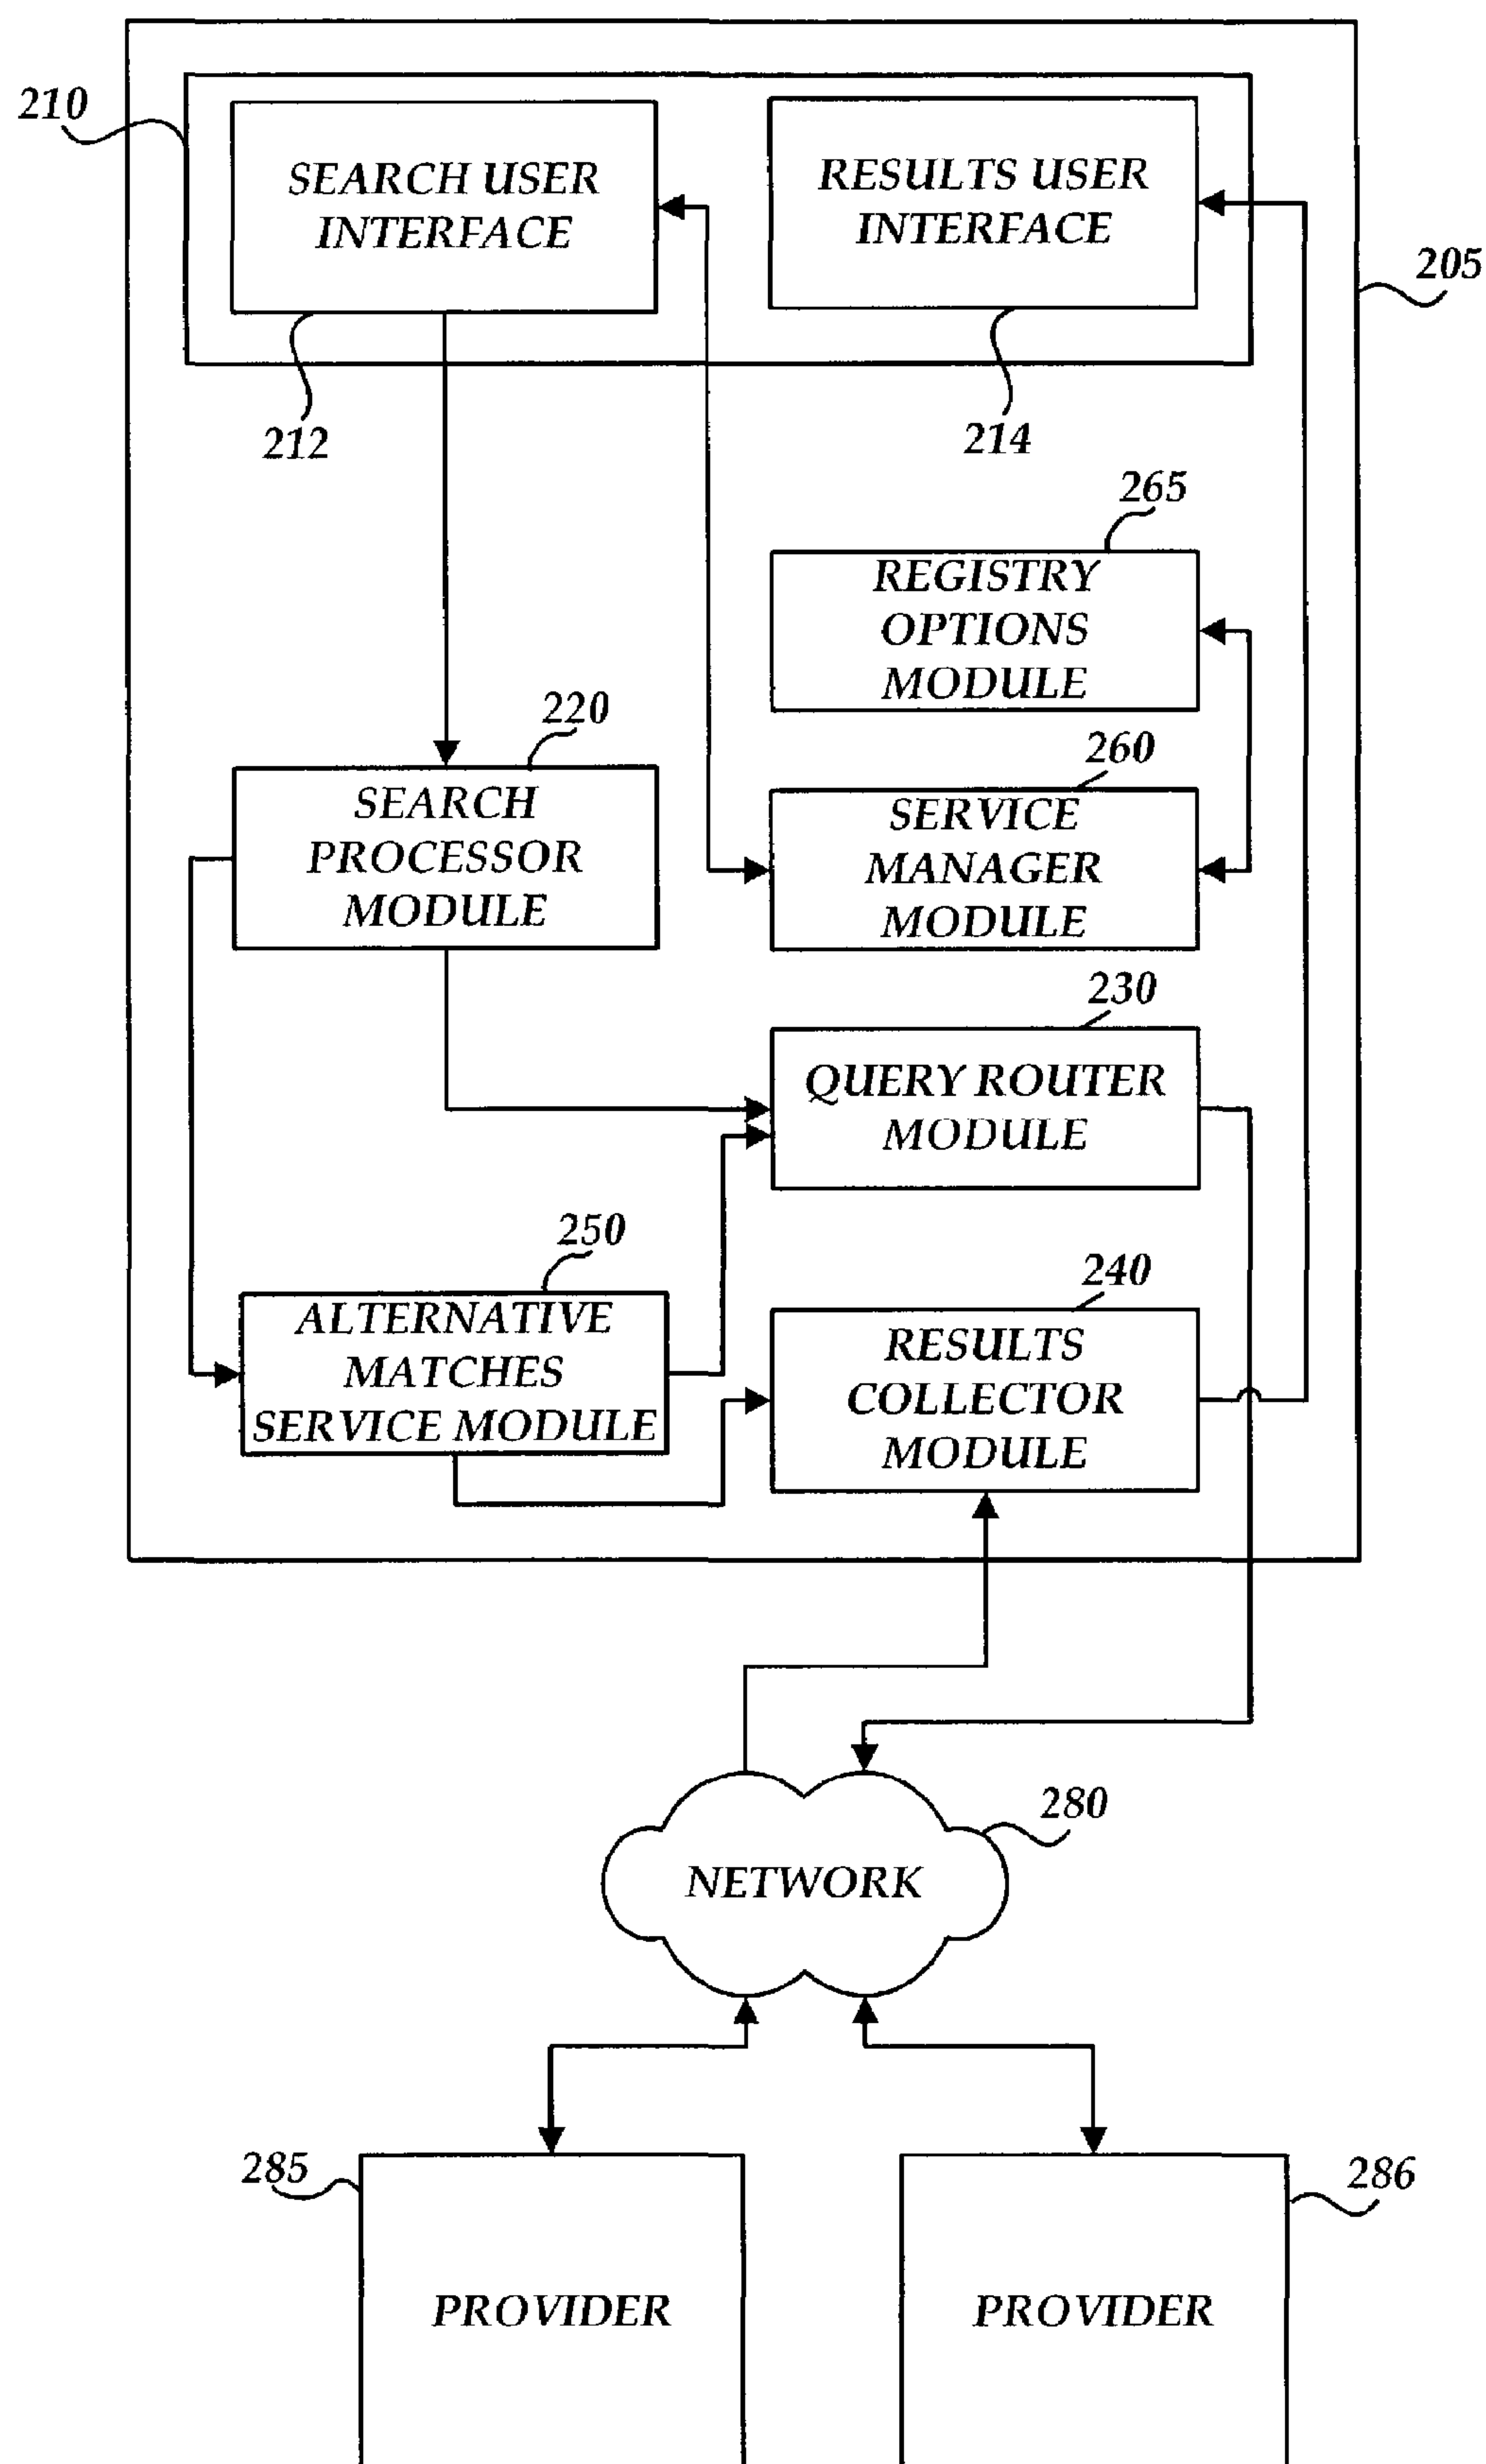 210
SEARCH USER
INTERFACE
RESULTS USER
INTERFACE
205
212
214
265
REGISTRY
OPTIONS
MODULE
220
SEARCH
PROCESSOR
MODULE
260
SERVICE
MANAGER
MODULE
230
QUERY ROUTER
MODULE
250
ALTERNATIVE
MATCHES
SERVICE MODULE
240
RESULTS
COLLECTOR
MODULE
280
NETWORK
285
PROVIDER
286
PROVIDER